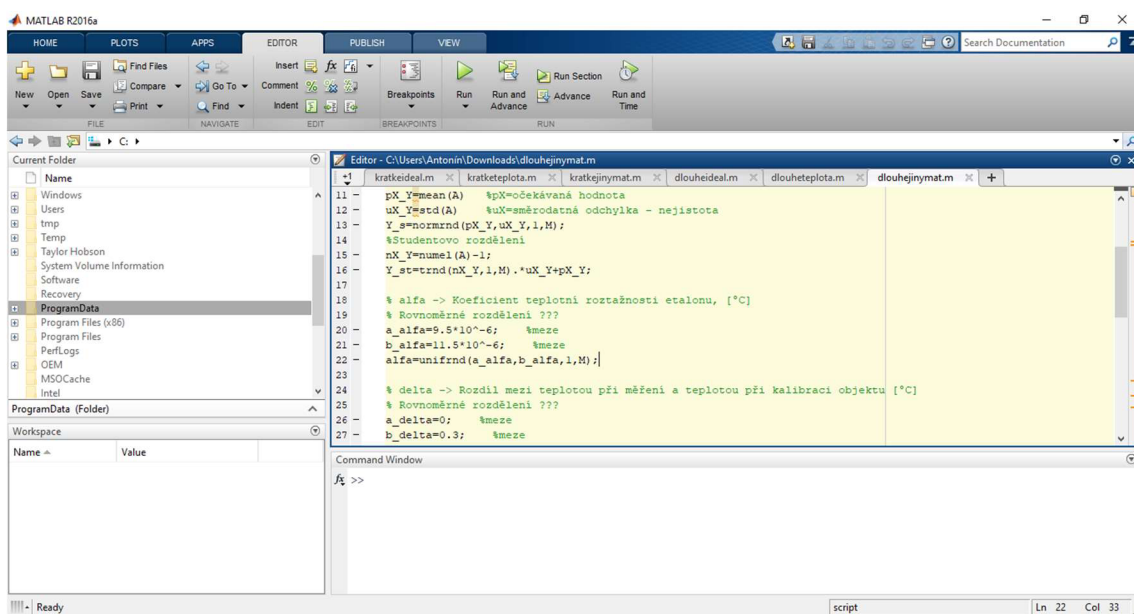 MATLAB R2016a
HOME PLOTS APPS EDITOR PUBLISH VIEW
Search Documentation
New Open Save Find Files Compare Print
FILE
Go To Find
NAVIGATE
Insert Comment Indent
EDIT
Breakpoints
BREAKPOINTS
Run Run and Advance Run Section Advance Run and Time
RUN
C:
Current Folder
Name
Windows
Users
tmp
Temp
Taylor Hobson
System Volume Information
Software
Recovery
ProgramData
Program Files (x86)
Program Files
PerfLogs
OEM
MSOCache
Intel
ProgramData (Folder)
Workspace
Name Value
Editor - C:\Users\Antonín\Downloads\dlouhejinymat.m
+1 kratkeideal.m kratketeplota.m kratkejinymat.m dlouheideal.m dlouheteplota.m dlouhejinymat.m +
11 - pX_Y=mean(A) %pX=očekávaná hodnota
12 - uX_Y=std(A) %uX=směrodatná odchylka - nejistota
13 - Y_s=normrnd(pX_Y,uX_Y,1,M);
14 %Studentovo rozdělení
15 - nX_Y=numel(A)-1;
16 - Y_st=trnd(nX_Y,1,M).*uX_Y+pX_Y;
17
18 % alfa -> Koeficient teplotní roztažnosti etalonu, [°C]
19 % Rovnoměrné rozdělení ???
20 - a_alfa=9.5*10^-6; %meze
21 - b_alfa=11.5*10^-6; %meze
22 - alfa=unifrnd(a_alfa,b_alfa,1,M);
23
24 % delta -> Rozdíl mezi teplotou při měření a teplotou při kalibraci objektu [°C]
25 % Rovnoměrné rozdělení ???
26 - a_delta=0; %meze
27 - b_delta=0.3; %meze
Command Window
fx >>
Ready
script
Ln 22 Col 33